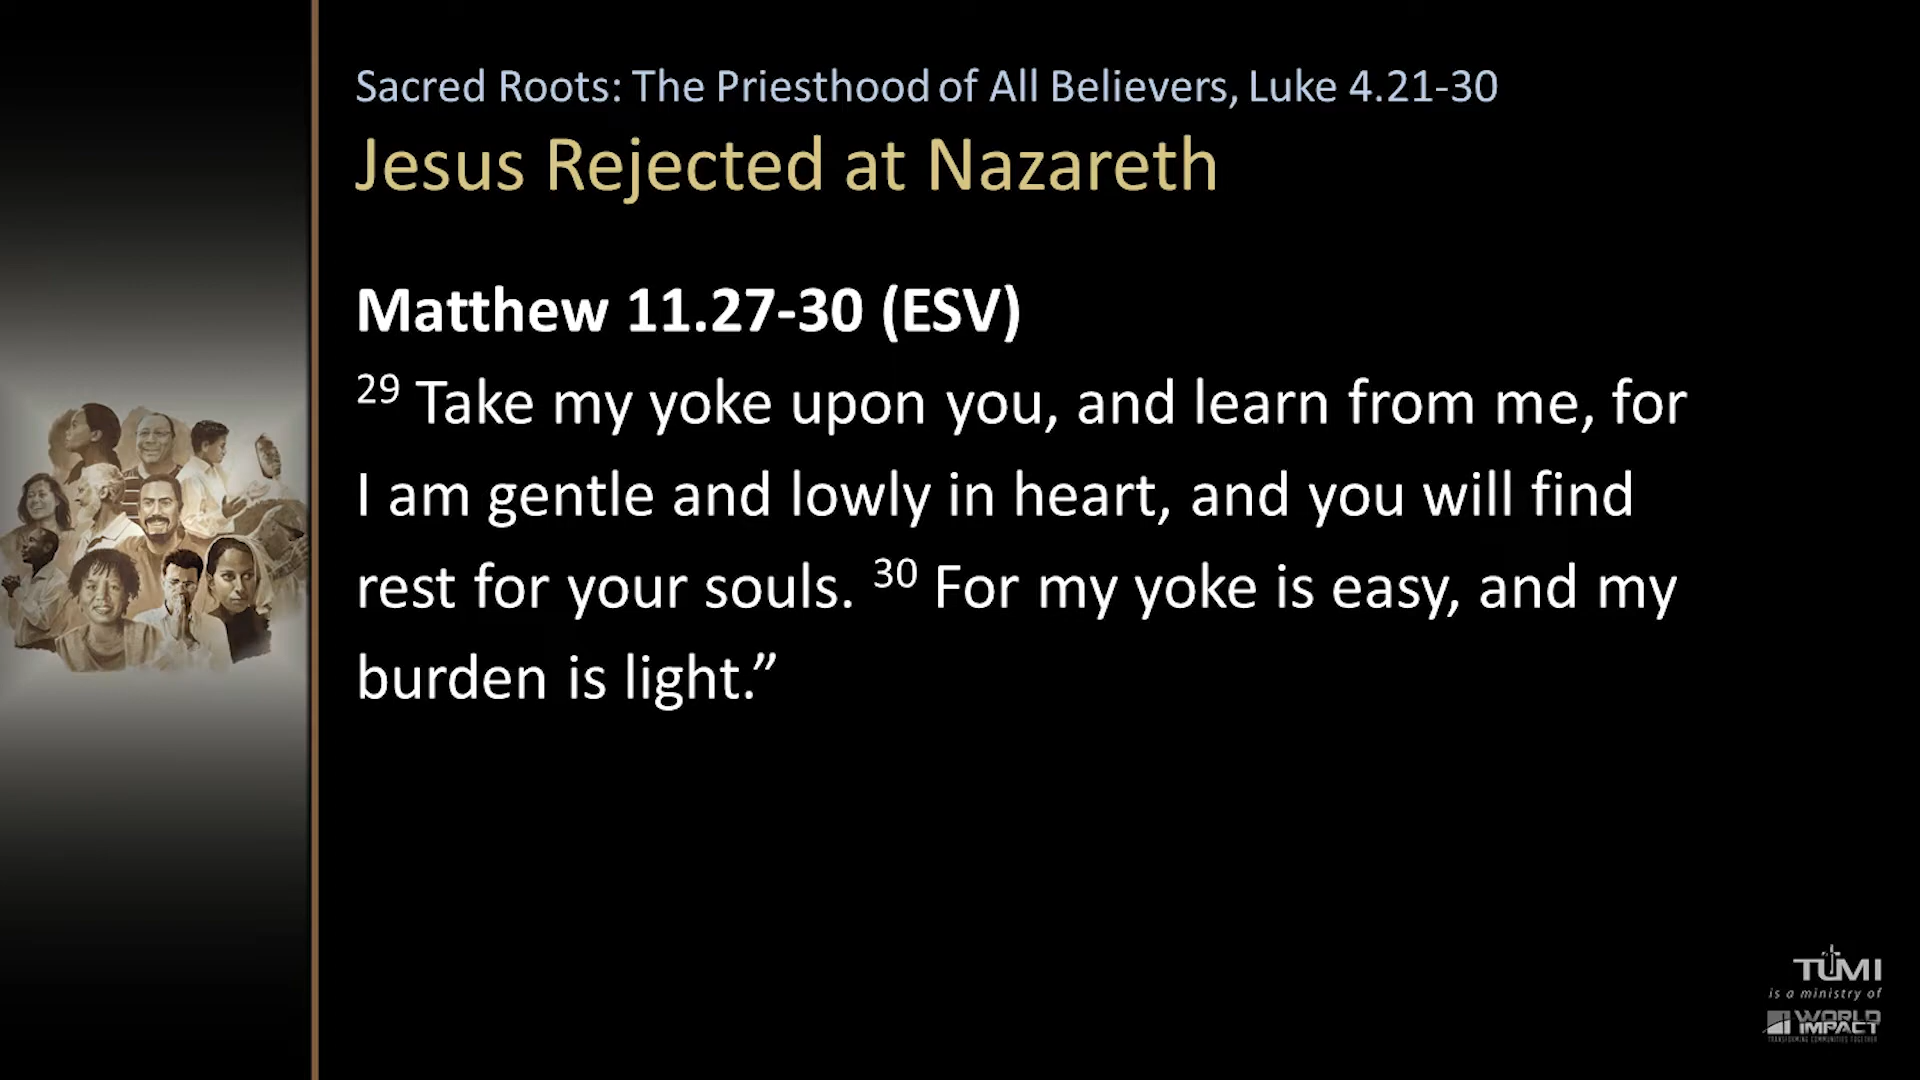 Sacred Roots: The Priesthood of All Believers, Luke 4.21-30
Jesus Rejected at Nazareth
Matthew 11.27-30 (ESV)
29 Take my yoke upon you, and learn from me, for
I am gentle and lowly in heart, and you will find
rest for your souls. 30 For my yoke is easy, and my
burden is light.”
TUMI
is a ministry of
WORLD
IMPACT
TRANSFORMING COMMUNITIES TOGETHER